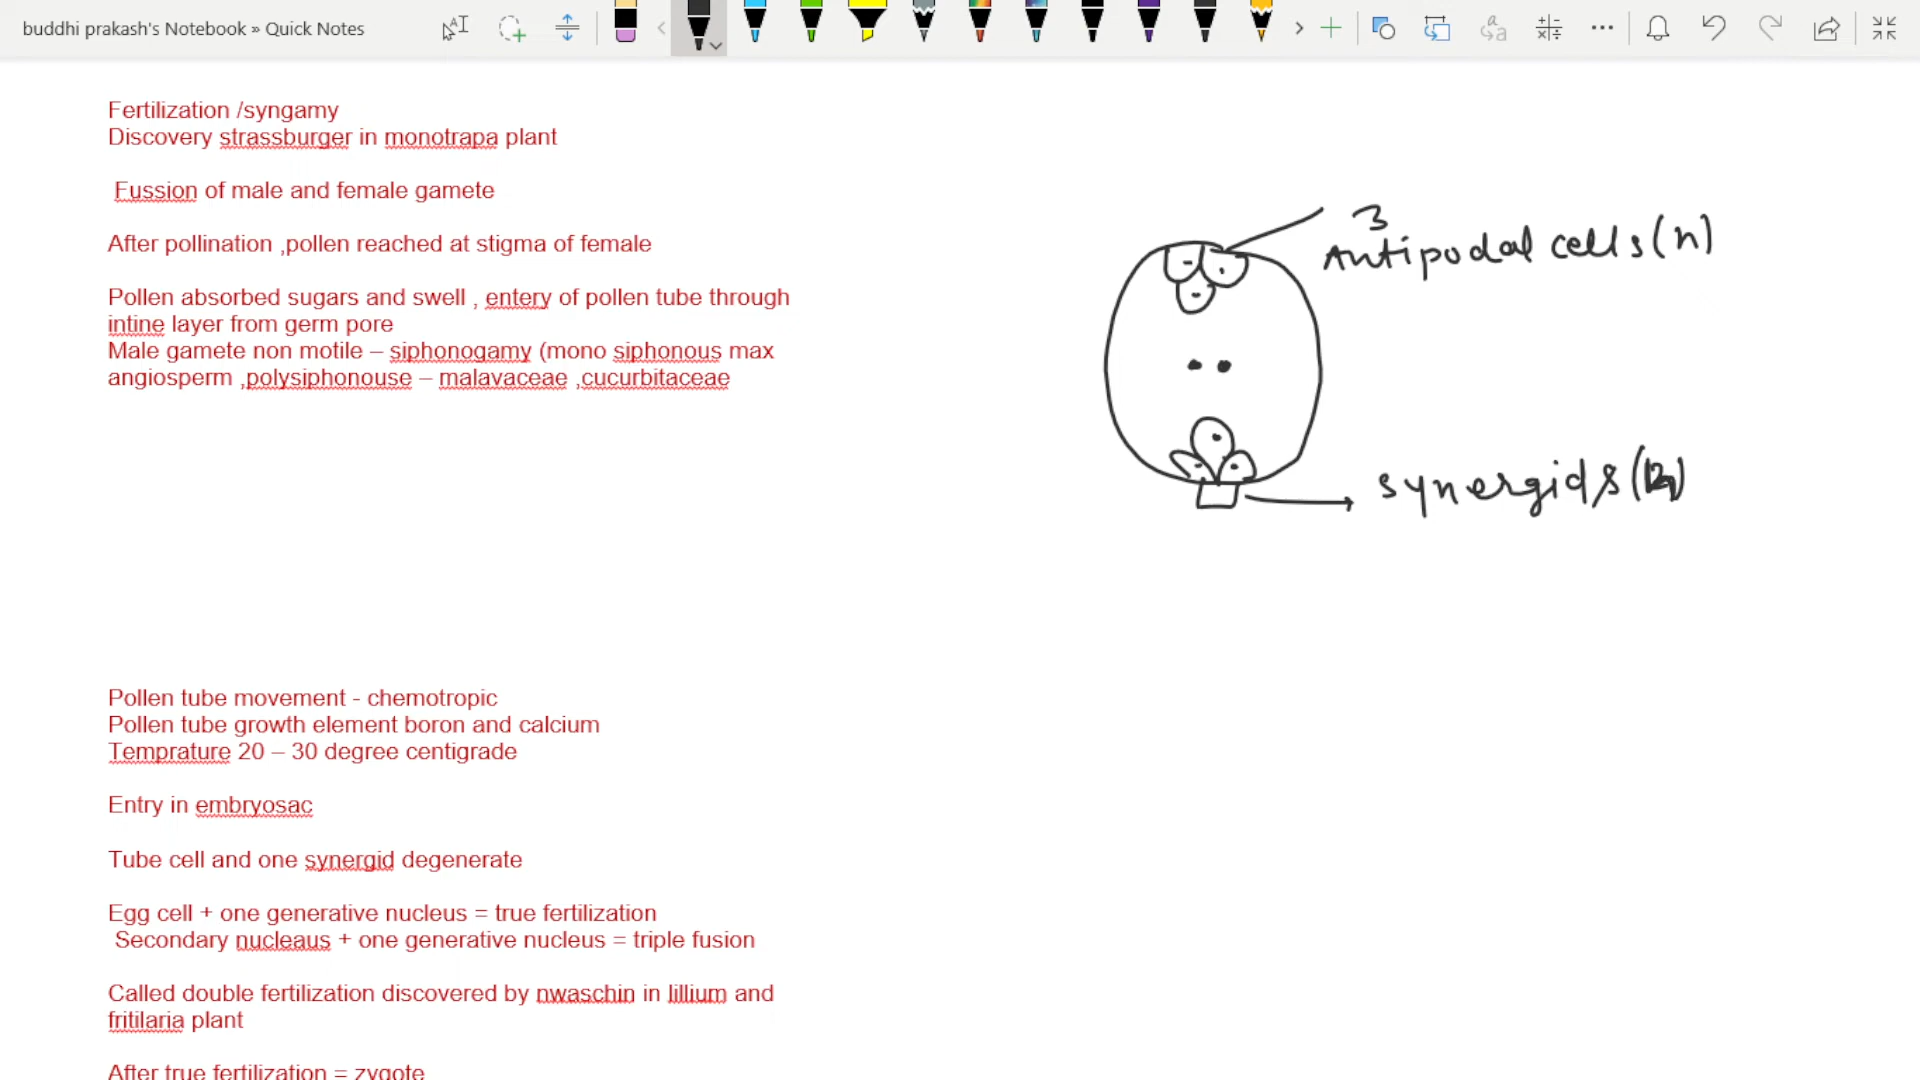 buddhi prakash's Notebook » Quick Notes
Fertilization /syngamy
Discovery strassburger in monotrapa plant
Fussion of male and female gamete
After pollination ,pollen reached at stigma of female
Pollen absorbed sugars and swell , entery of pollen tube through
intine layer from germ pore
Male gamete non motile – siphonogamy (mono siphonous max
angiosperm ,polysiphonouse – malavaceae ,cucurbitaceae
3
Antipodal cells (n)
synergids
Pollen tube movement - chemotropic
Pollen tube growth element boron and calcium
Temprature 20 – 30 degree centigrade
Entry in embryosac
Tube cell and one synergid degenerate
Egg cell + one generative nucleus = true fertilization
Secondary nucleaus + one generative nucleus = triple fusion
Called double fertilization discovered by nwaschin in lillium and
fritilaria plant
After true fertilization = zygote